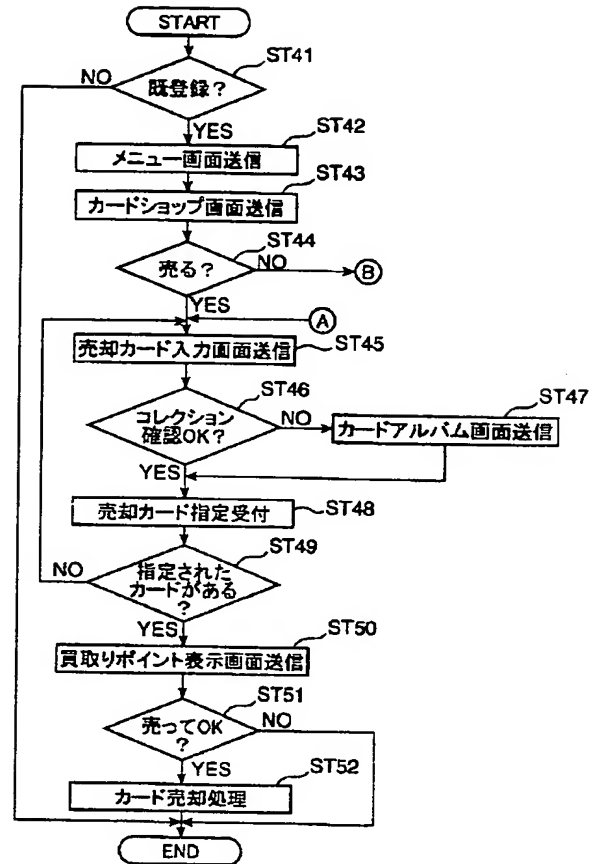 START
ST41
NO
既登録？
YES
ST42
メニュー画面送信
ST43
カードショップ画面送信
ST44
売る？
NO
B
YES
A
売却カード入力画面送信
ST45
ST46
コレクション
確認OK？
NO
ST47
カードアルバム画面送信
YES
売却カード指定受付
ST48
ST49
NO
指定された
カードがある
？
YES
ST50
買取りポイント表示画面送信
ST51
売ってOK
？
NO
YES
ST52
カード売却処理
END